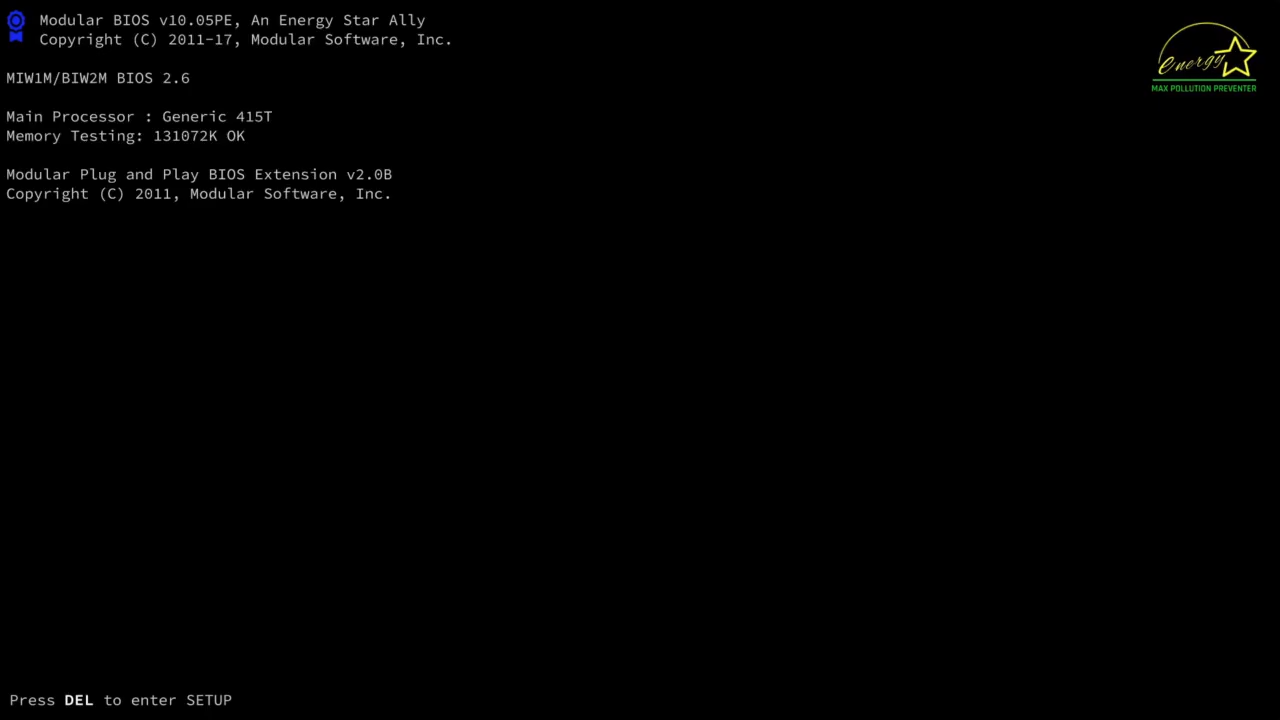 Modular BIOS v10.05PE, An Energy Star Ally
Copyright (C) 2011-17, Modular Software, Inc.
Energy
MAX POLLUTION PREVENTER
MIW1M/BIW2M BIOS 2.6
Main Processor : Generic 415T
Memory Testing: 131072K OK
Modular Plug and Play BIOS Extension v2.0B
Copyright (C) 2011, Modular Software, Inc.
Press DEL to enter SETUP